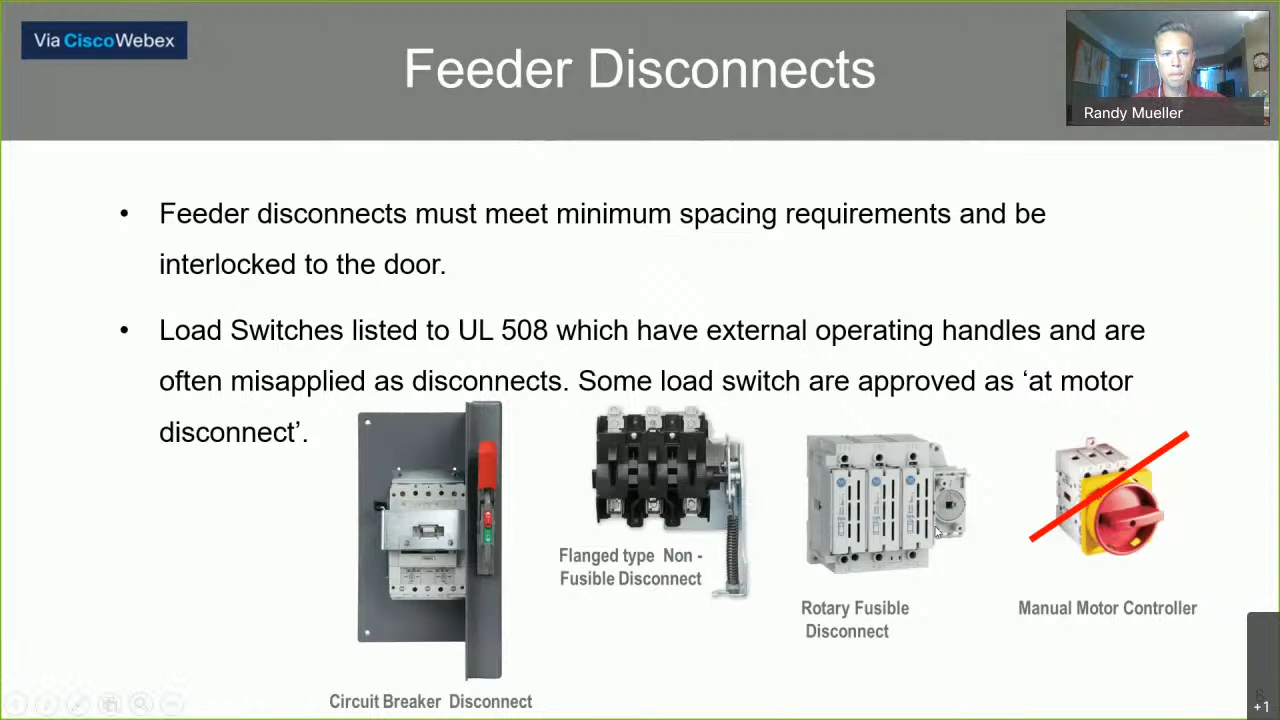 Via CiscoWebex
Feeder Disconnects
Randy Mueller
• Feeder disconnects must meet minimum spacing requirements and be
interlocked to the door.
• Load Switches listed to UL 508 which have external operating handles and are
often misapplied as disconnects. Some load switch are approved as ‘at motor
disconnect’.
Flanged type Non -
Fusible Disconnect
Rotary Fusible
Disconnect
Manual Motor Controller
Circuit Breaker Disconnect
8
+1